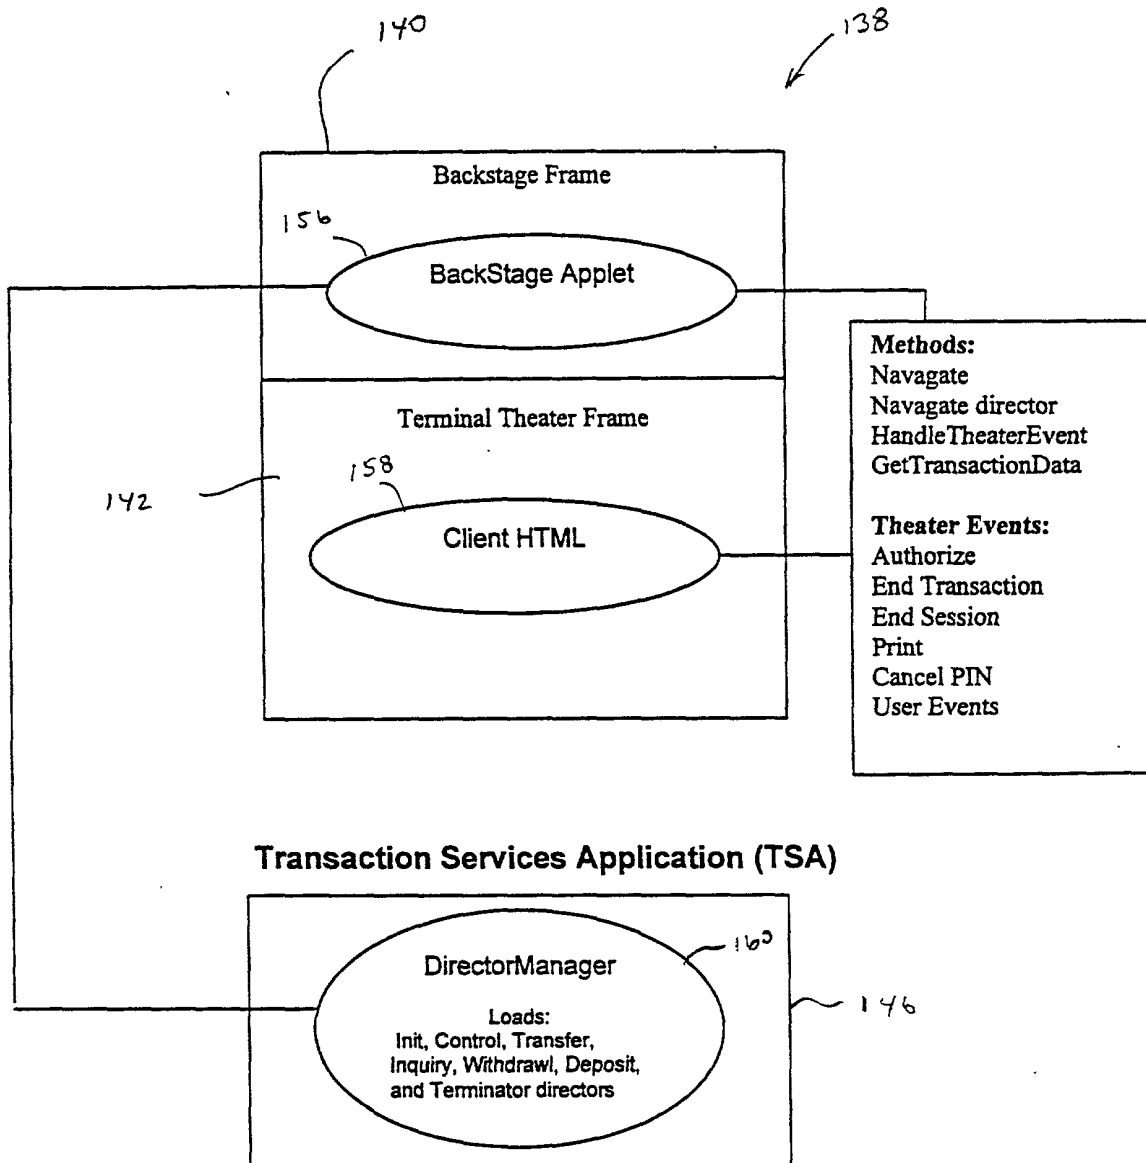 140
138
Backstage Frame
156
BackStage Applet
Methods:
Navagate
Navagate director
HandleTheaterEvent
GetTransactionData
Theater Events:
Authorize
End Transaction
End Session
Print
Cancel PIN
User Events
Terminal Theater Frame
142
158
Client HTML
Transaction Services Application (TSA)
160
DirectorManager
146
Loads:
Init, Control, Transfer,
Inquiry, Withdrawl, Deposit,
and Terminator directors